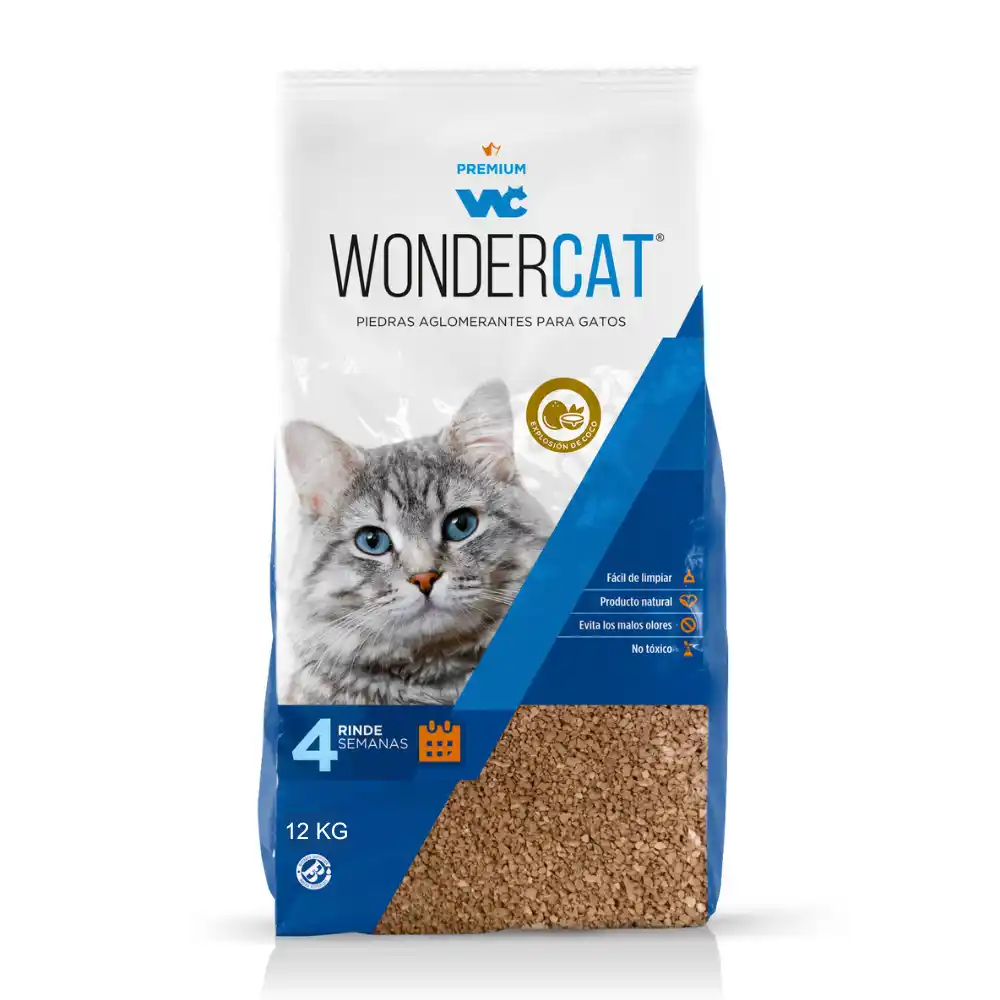 PREMIUM
WC
WONDERCAT®
PIEDRAS AGLOMERANTES PARA GATOS
EXPLOSIÓN DE COCO
Fácil de limpiar
Producto natural
Evita los malos olores
No tóxico
4 RINDE
SEMANAS
12 KG